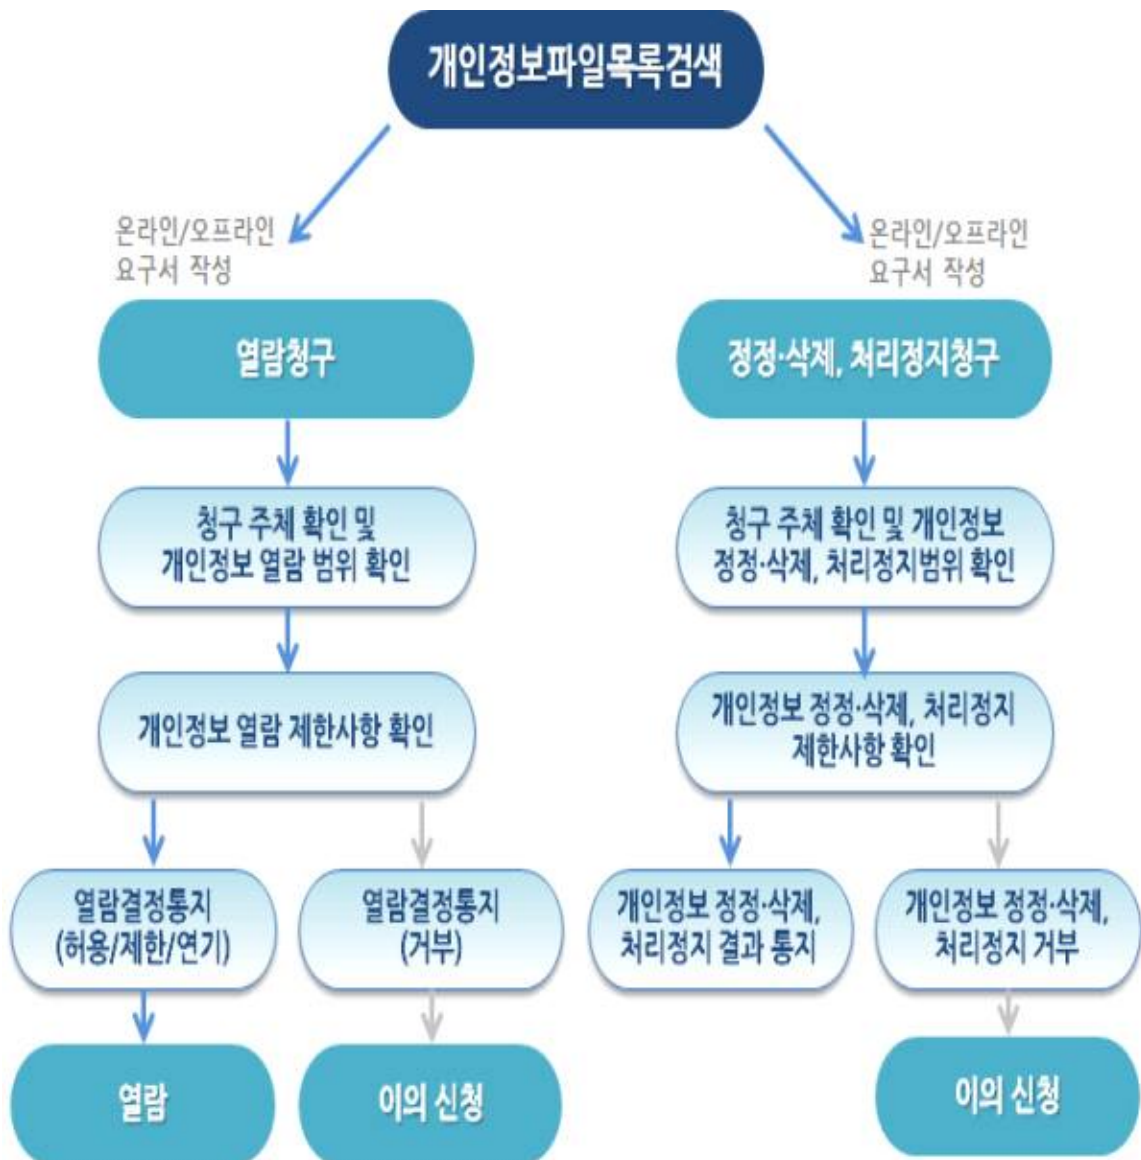 개인정보파일목록검색
온라인/오프라인
요구서 작성
온라인/오프라인
요구서 작성
열람청구
정정·삭제, 처리정지청구
청구 주체 확인 및
개인정보 열람 범위 확인
청구 주체 확인 및 개인정보
정정·삭제, 처리정지범위 확인
개인정보 열람 제한사항 확인
개인정보 정정·삭제, 처리정지
제한사항 확인
열람결정통지
(허용/제한/연기)
열람결정통지
(거부)
개인정보 정정·삭제,
처리정지 결과 통지
개인정보 정정·삭제,
처리정지 거부
열람
이의 신청
이의 신청